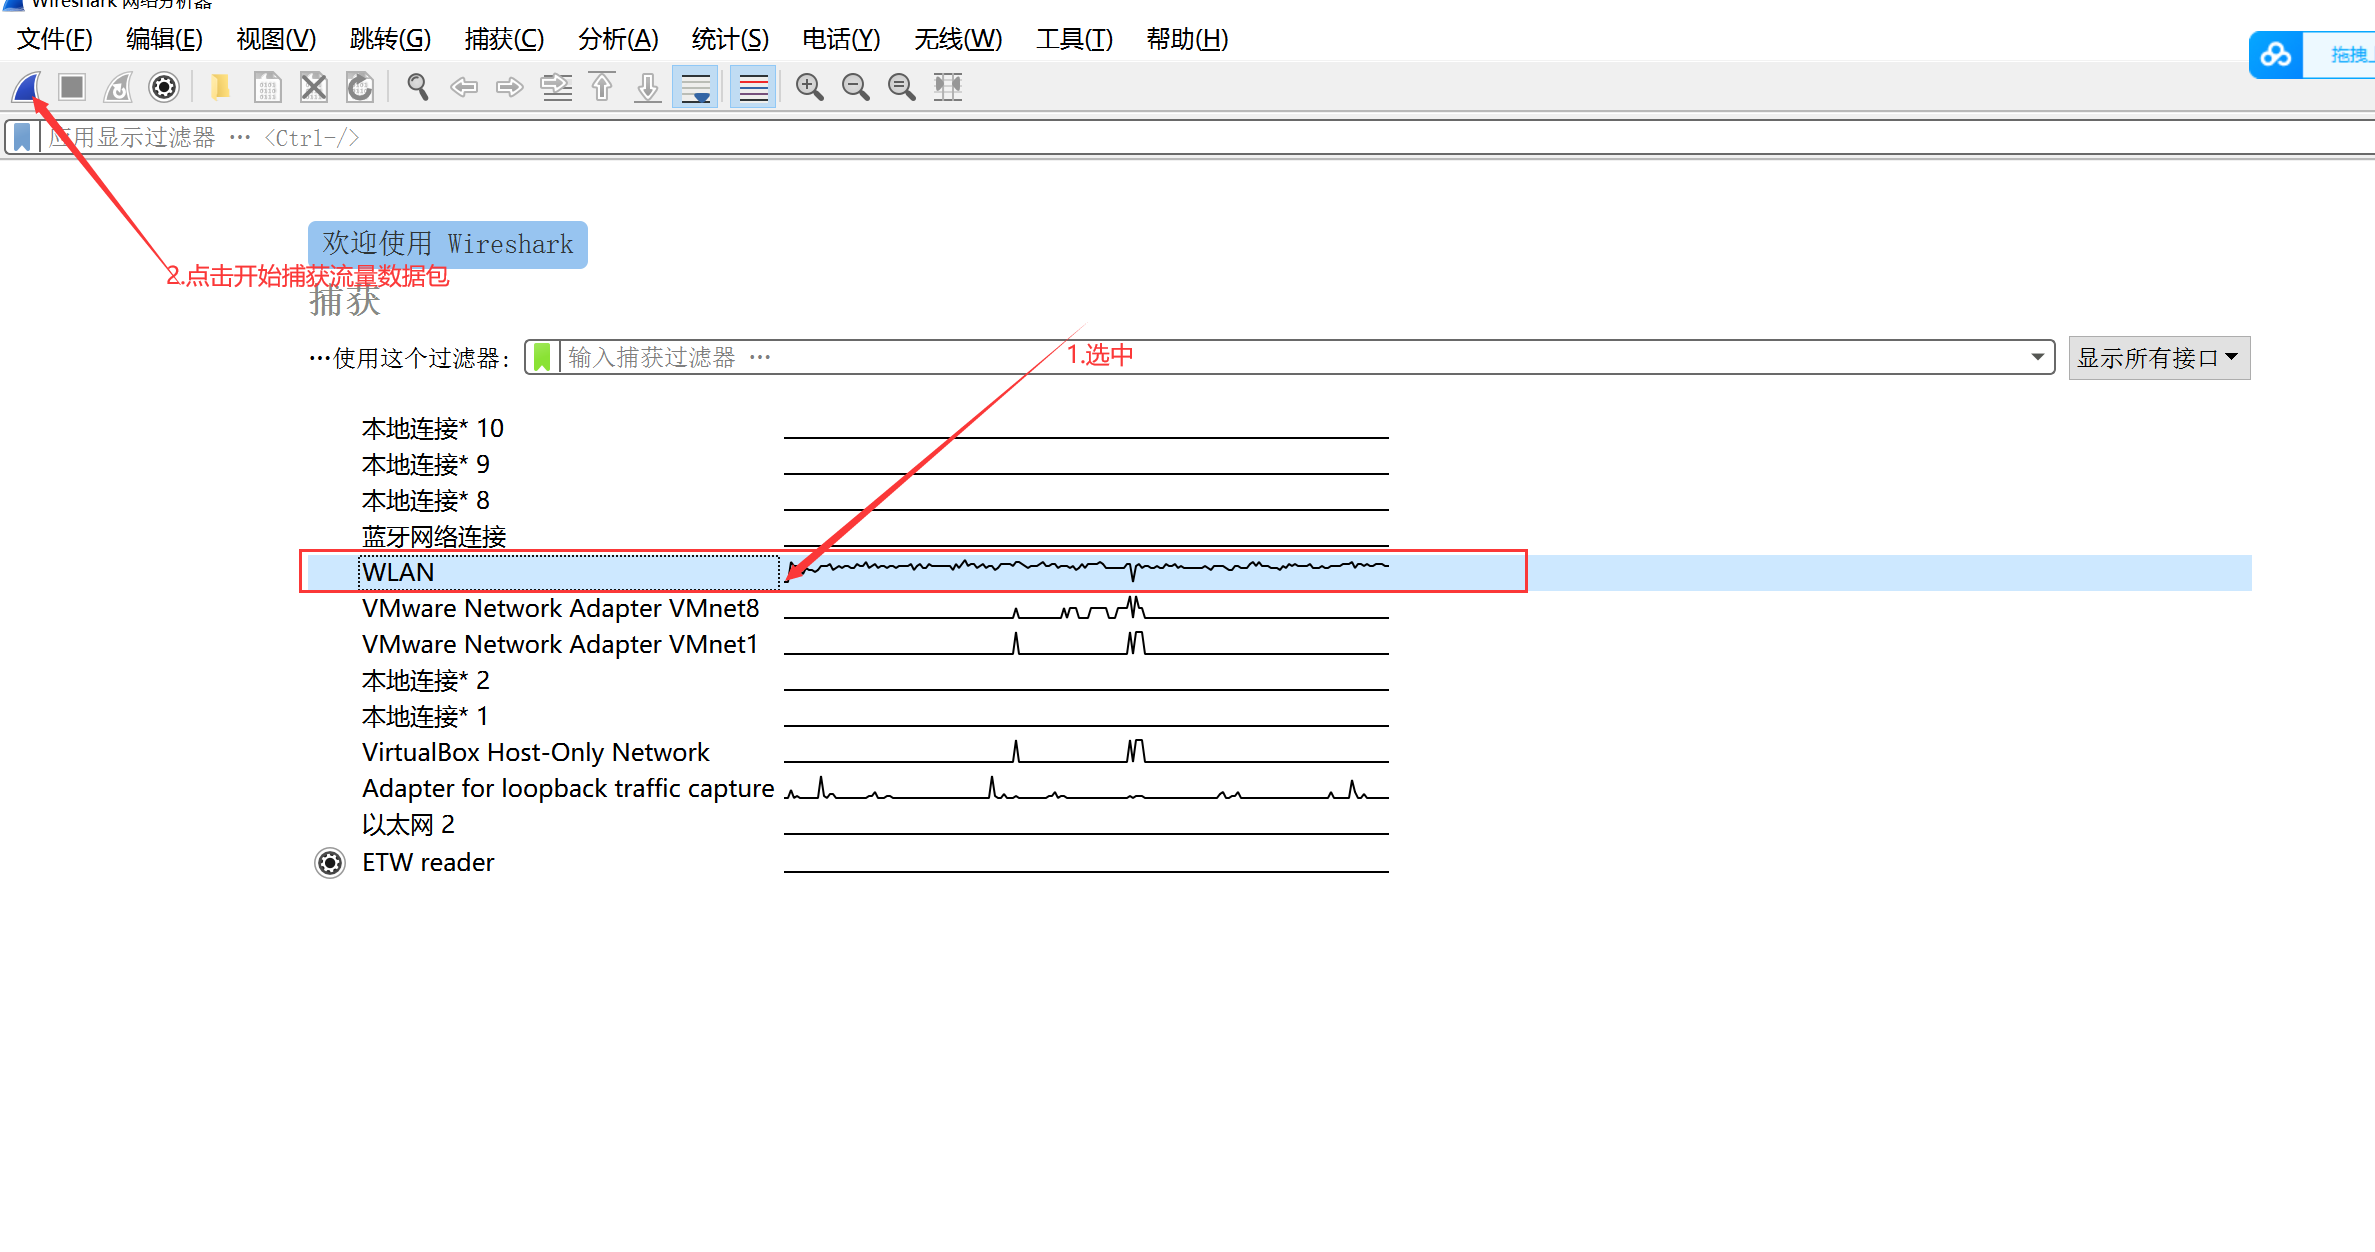 Wireshark 网络分析器
文件(F) 编辑(E) 视图(V) 跳转(G) 捕获(C) 分析(A) 统计(S) 电话(Y) 无线(W) 工具(T) 帮助(H)
拖拽上
应用显示过滤器 … <Ctrl-/>
欢迎使用 Wireshark
2.点击开始捕获流量数据包
捕获
…使用这个过滤器: 输入捕获过滤器 … 显示所有接口
1.选中
本地连接* 10
本地连接* 9
本地连接* 8
蓝牙网络连接
WLAN
VMware Network Adapter VMnet8
VMware Network Adapter VMnet1
本地连接* 2
本地连接* 1
VirtualBox Host-Only Network
Adapter for loopback traffic capture
以太网 2
ETW reader